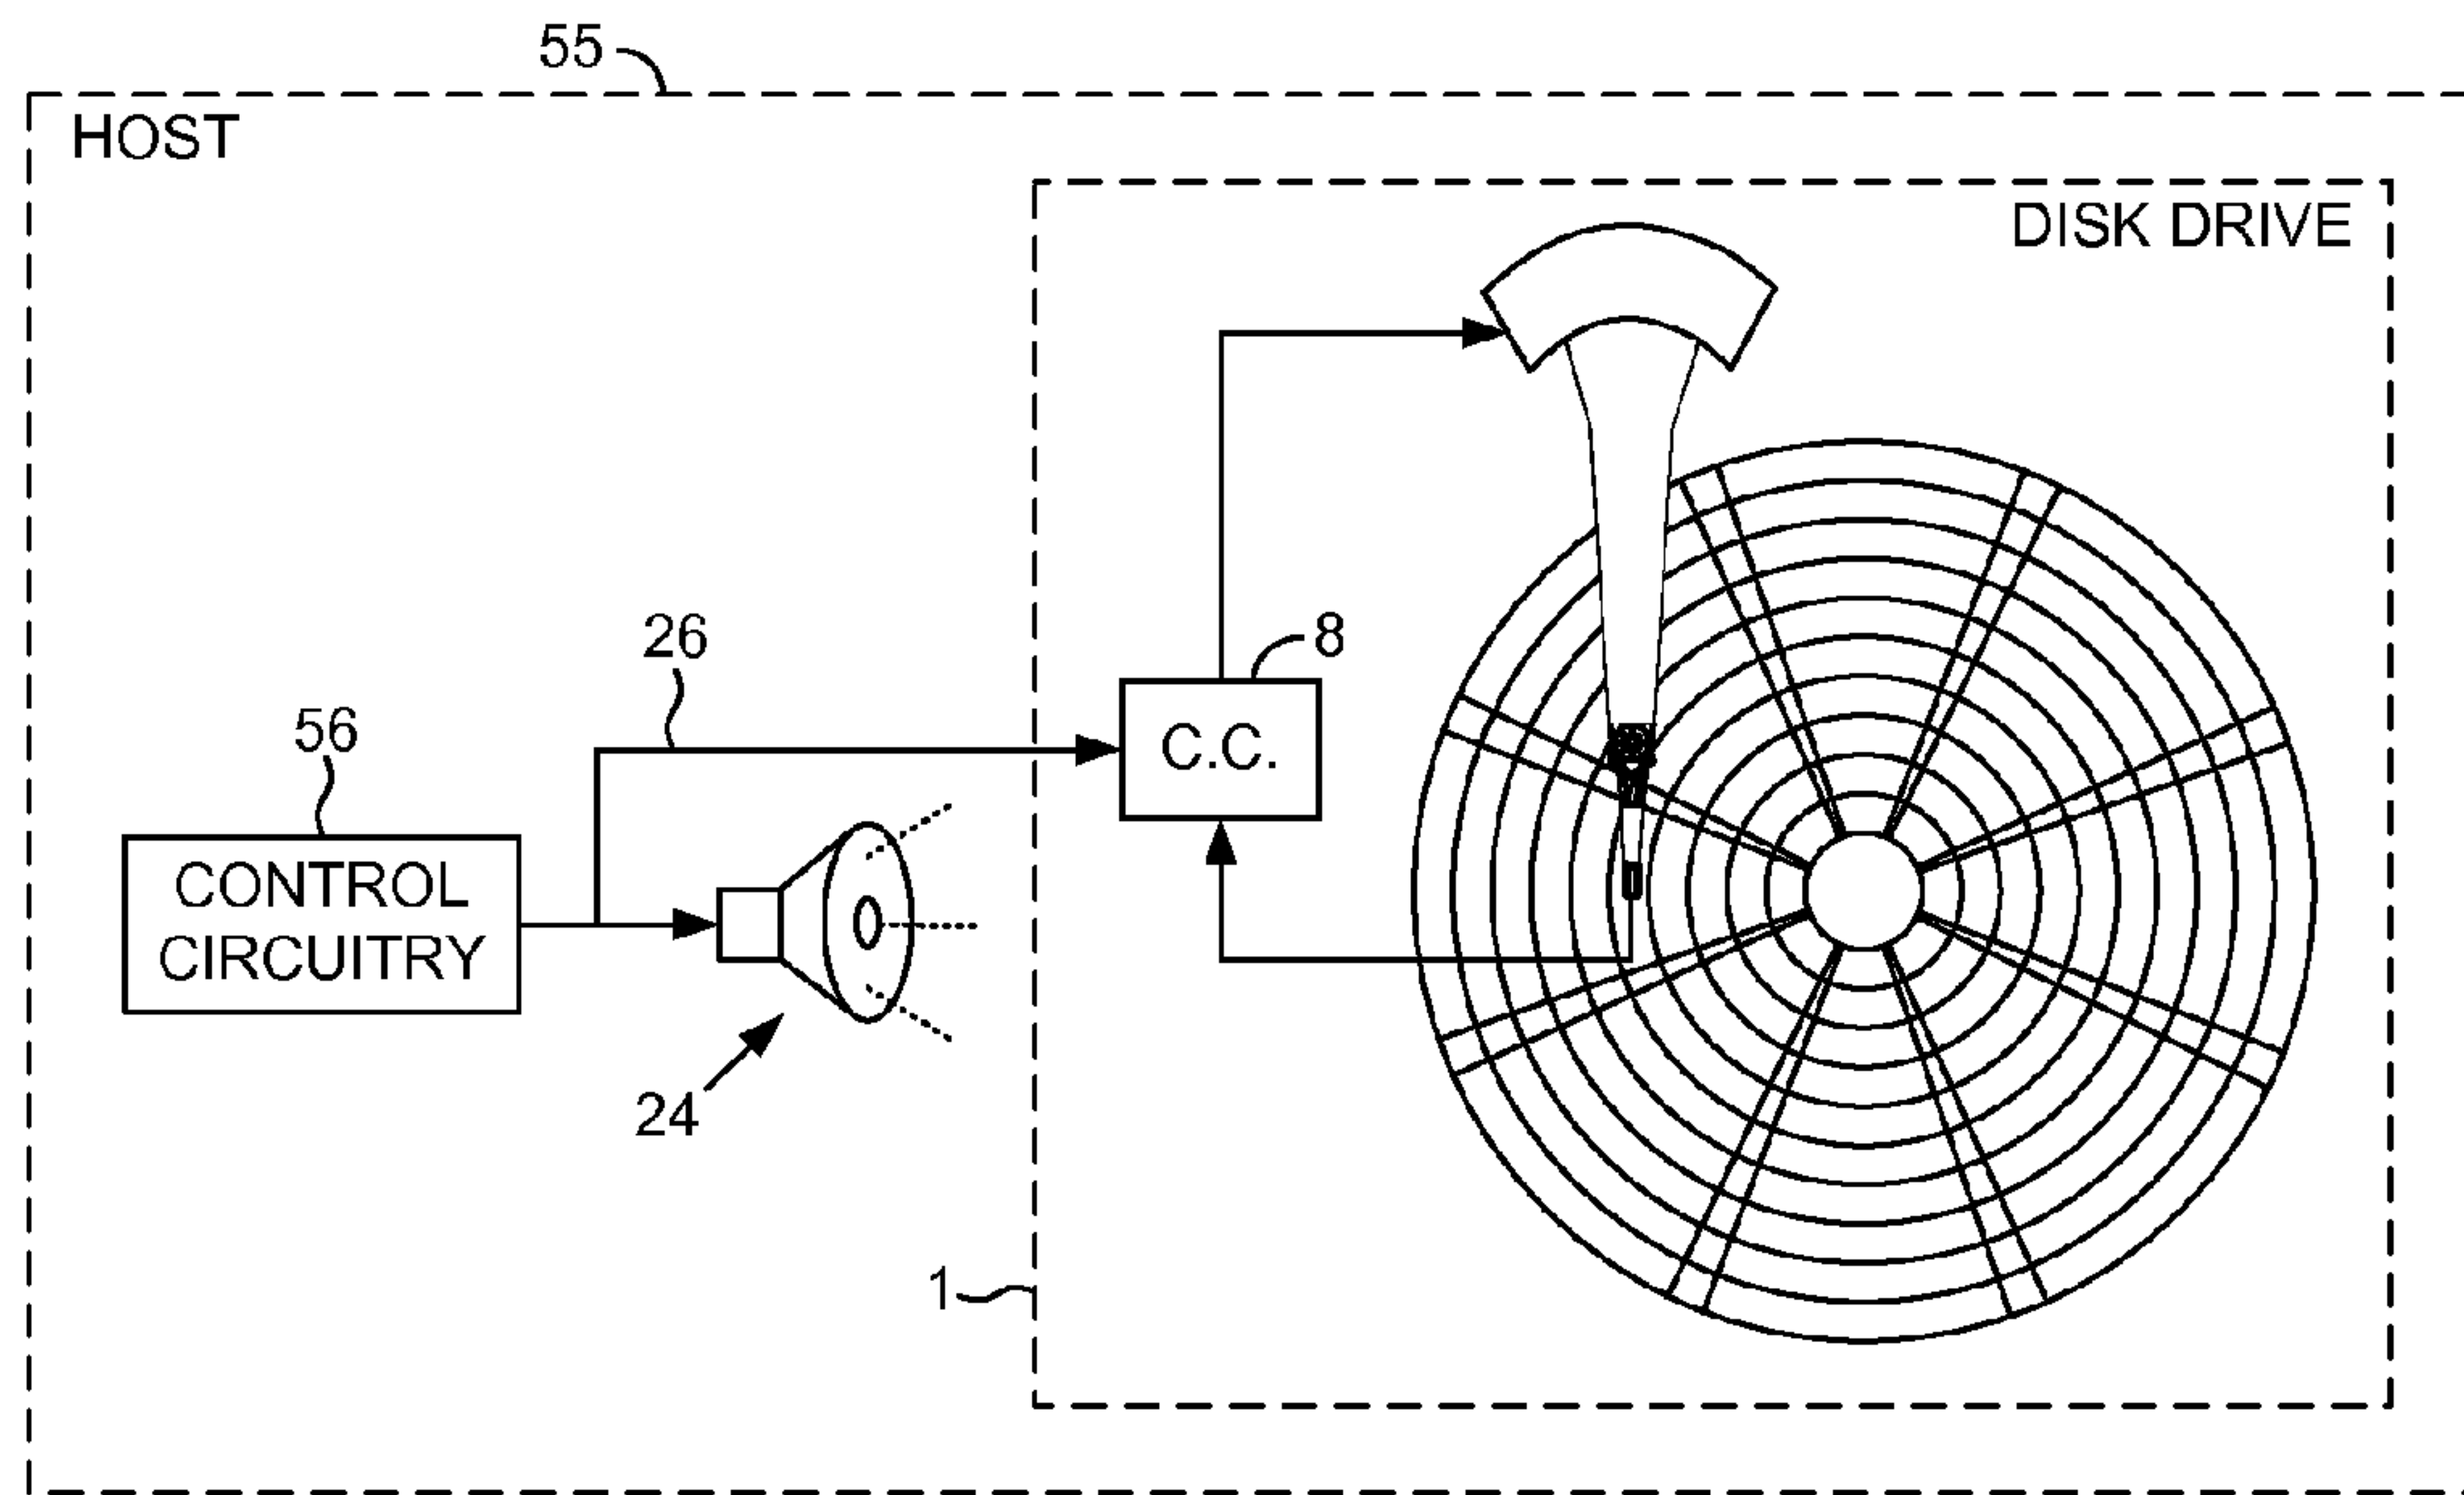 55
HOST
DISK DRIVE
26
8
56
C.C.
CONTROL
CIRCUITRY
24
1